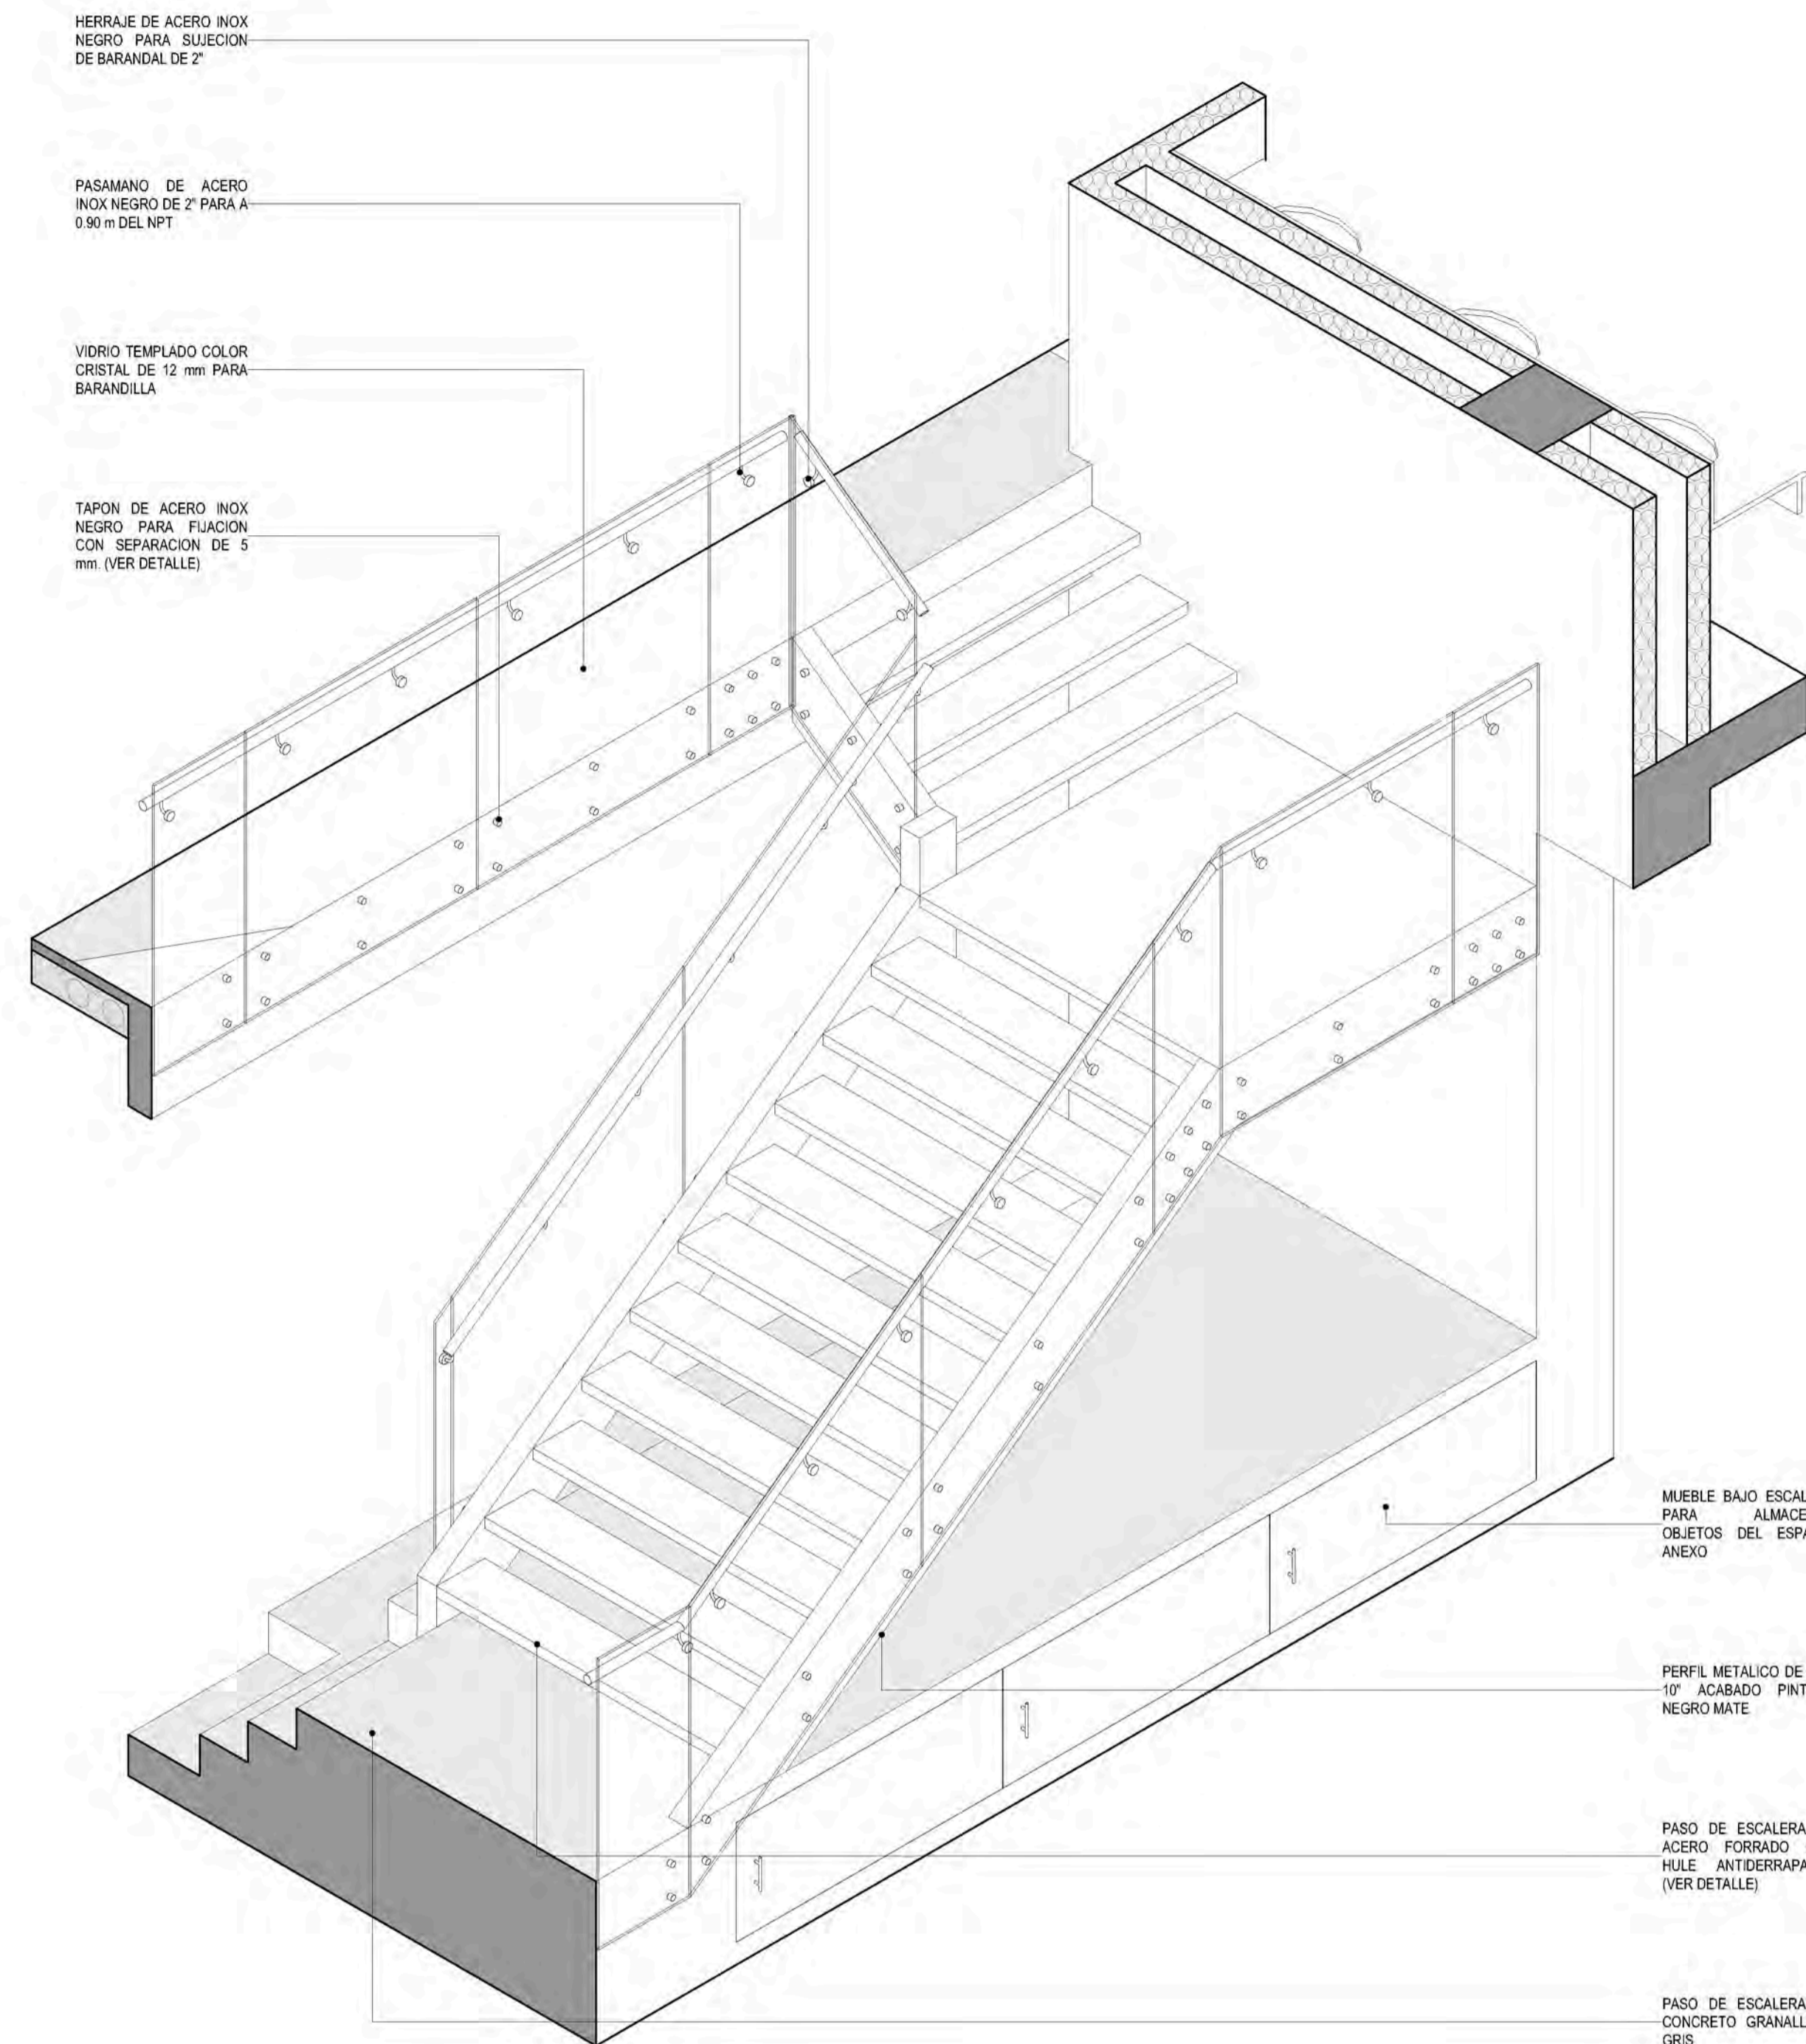 HERRAJE DE ACERO INOX
NEGRO PARA SUJECION
DE BARANDAL DE 2"
PASAMANO DE ACERO
INOX NEGRO DE 2" PARA A
0.90 m DEL NPT
VIDRIO TEMPLADO COLOR
CRISTAL DE 12 mm PARA
BARANDILLA
TAPON DE ACERO INOX
NEGRO PARA FIJACION
CON SEPARACION DE 5
mm. (VER DETALLE)
MUEBLE BAJO ESCAL
PARA ALMACE
OBJETOS DEL ESPA
ANEXO
PERFIL METALICO DE
10" ACABADO PINT
NEGRO MATE
PASO DE ESCALERA
ACERO FORRADO
HULE ANTIDERRAPA
(VER DETALLE)
PASO DE ESCALERA
CONCRETO GRANALL
GRIS